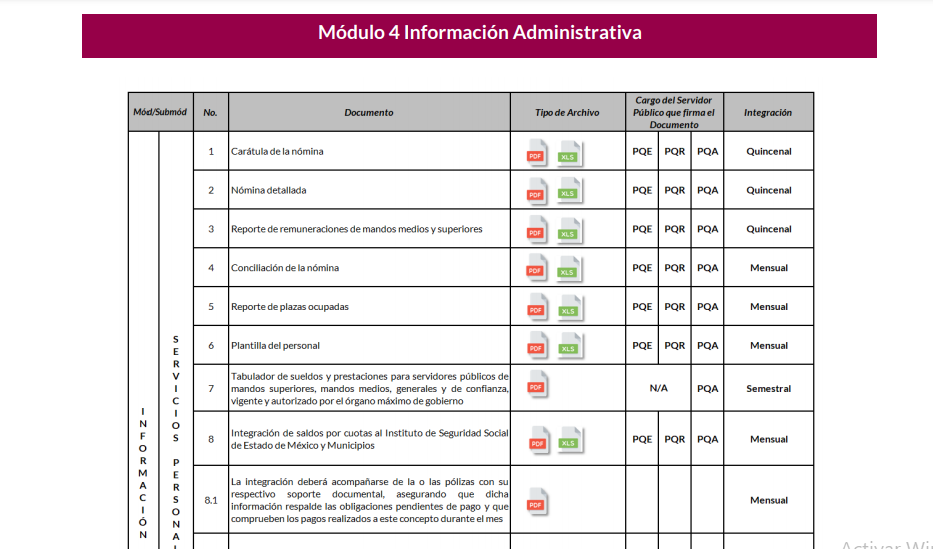 Módulo 4 Información Administrativa
Mód/Submód No. Documento Tipo de Archivo Cargo del Servidor Público que firma el Documento Integración
1 Carátula de la nómina PDF XLS PQE PQR PQA Quincenal
2 Nómina detallada PDF XLS PQE PQR PQA Quincenal
3 Reporte de remuneraciones de mandos medios y superiores PDF XLS PQE PQR PQA Quincenal
4 Conciliación de la nómina PDF XLS PQE PQR PQA Mensual
5 Reporte de plazas ocupadas PDF XLS PQE PQR PQA Mensual
6 Plantilla del personal PDF XLS PQE PQR PQA Mensual
Tabulador de sueldos y prestaciones para servidores públicos de
7 mandos superiores, mandos medios, generales y de confianza, PDF N/A PQA Semestral
vigente y autorizado por el órgano máximo de gobierno
8 Integración de saldos por cuotas al Instituto de Seguridad Social PDF XLS PQE PQR PQA Mensual
de Estado de México y Municipios
La integración deberá acompañarse de la o las pólizas con su
8.1 respectivo soporte documental, asegurando que dicha PDF Mensual
información respalde las obligaciones pendientes de pago y que
comprueben los pagos realizados a este concepto durante el mes
INFORMACIÓN
SERVICIOS PERSONAL
Activar Win